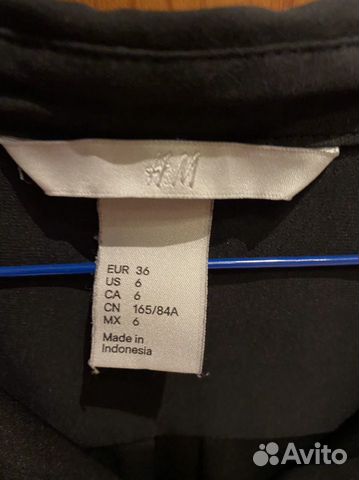 H&M
EUR 36
US 6
CA 6
CN 165/84A
MX 6
Made in
Indonesia
Avito